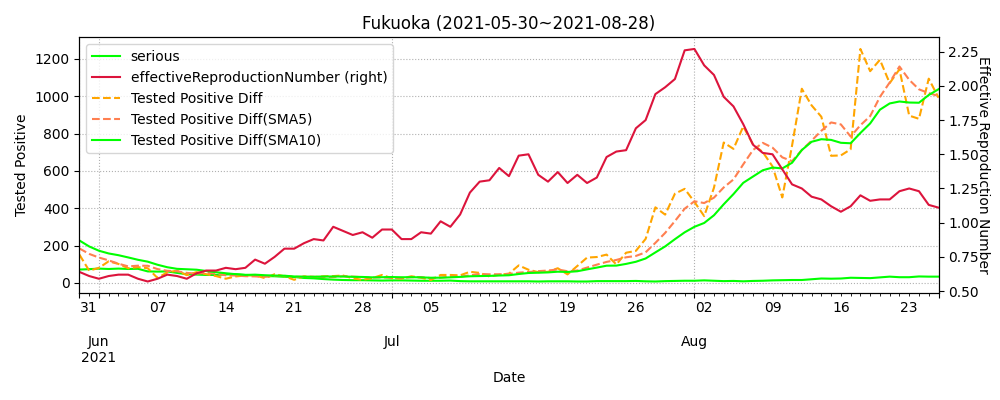 Fukuoka (2021-05-30~2021-08-28)
serious
effectiveReproductionNumber (right)
Tested Positive Diff
Tested Positive Diff(SMA5)
Tested Positive Diff(SMA10)
Tested Positive
1200
1000
800
600
400
200
0
2.25
2.00
1.75
1.50
1.25
1.00
0.75
0.50
Effective Reproduction Number
31 07 14 21 28 05 12 19 26 02 09 16 23
Jun Jul Aug
2021
Date